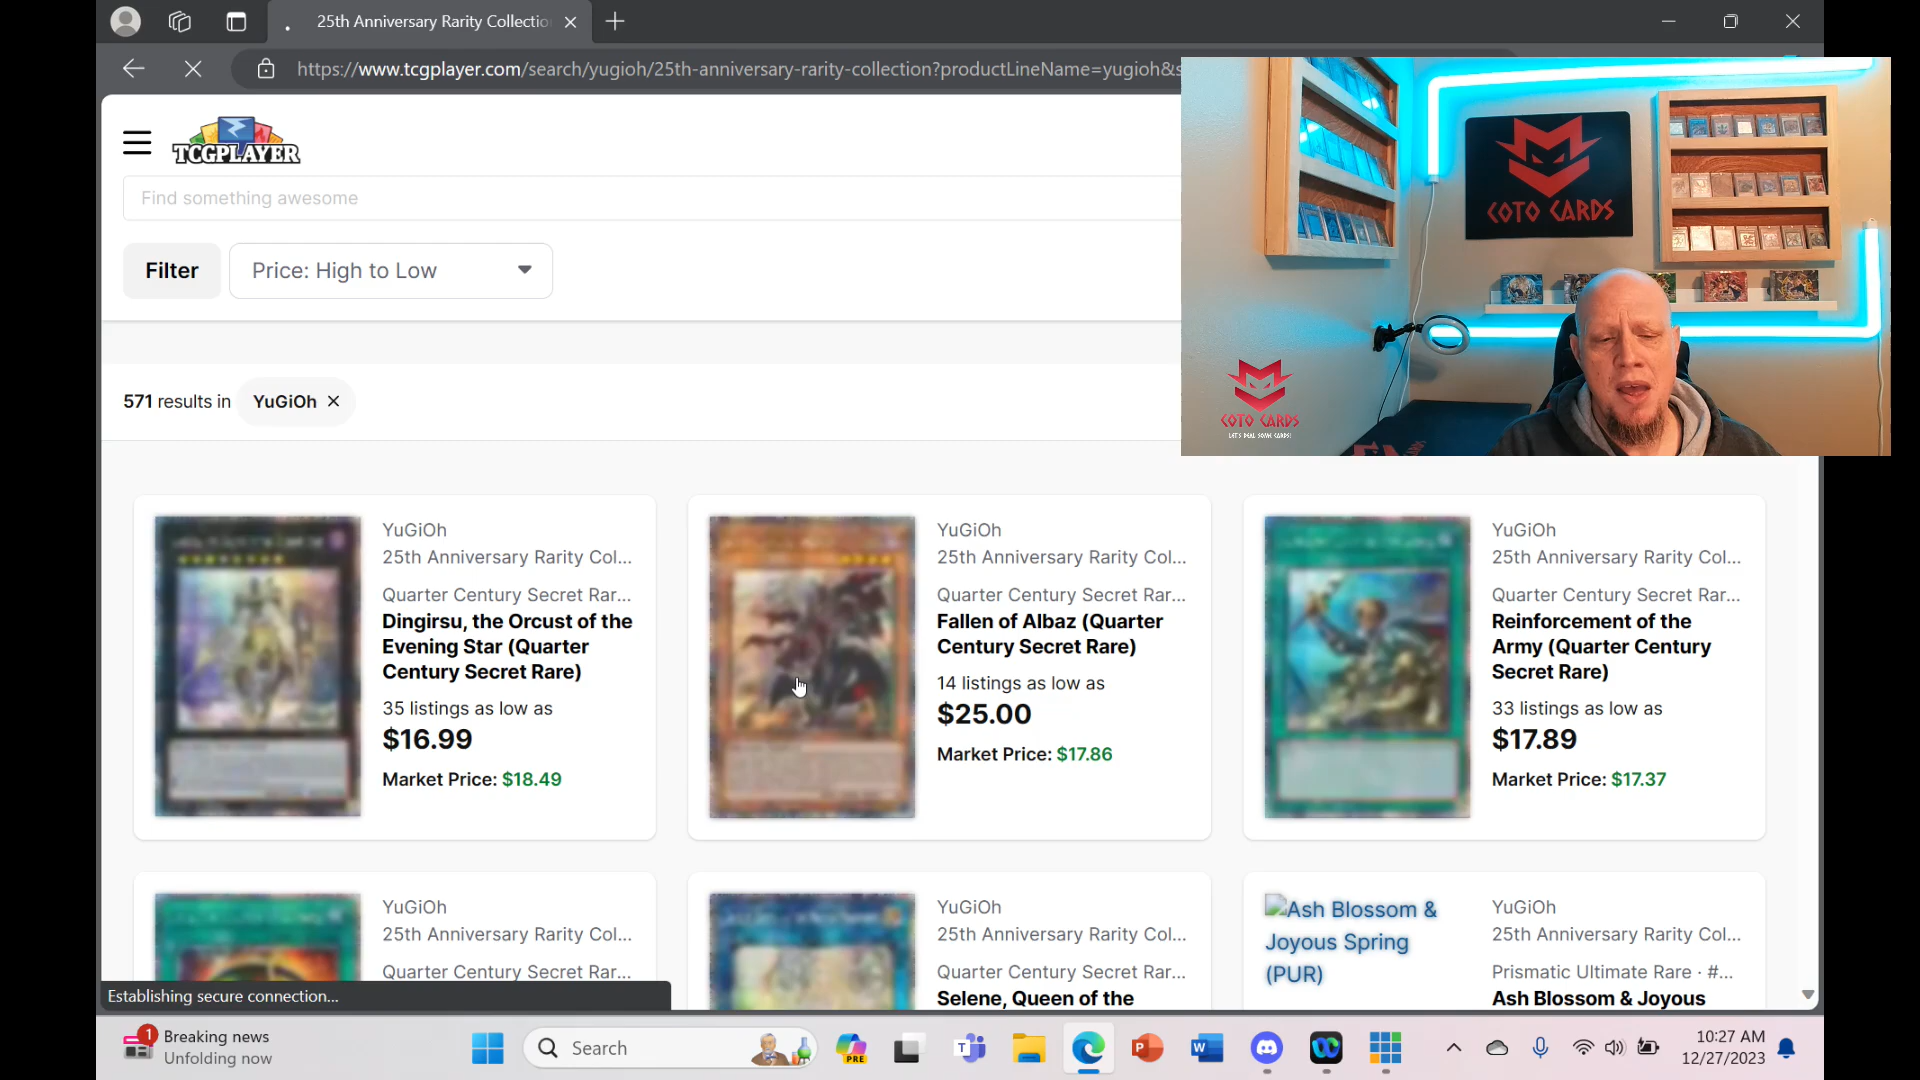 25th Anniversary Rarity Collectio
https://www.tcgplayer.com/search/yugioh/25th-anniversary-rarity-collection?productLineName=yugioh&s
TCGPLAYER
Find something awesome
Filter
Price: High to Low
571 results in YuGiOh
COTO CARDS
COTO CARDS
LET'S DEAL SOME CARDS!
YuGiOh
25th Anniversary Rarity Col...
Quarter Century Secret Rar...
Dingirsu, the Orcust of the
Evening Star (Quarter
Century Secret Rare)
35 listings as low as
$16.99
Market Price: $18.49
YuGiOh
25th Anniversary Rarity Col...
Quarter Century Secret Rar...
Fallen of Albaz (Quarter
Century Secret Rare)
14 listings as low as
$25.00
Market Price: $17.86
YuGiOh
25th Anniversary Rarity Col...
Quarter Century Secret Rar...
Reinforcement of the
Army (Quarter Century
Secret Rare)
33 listings as low as
$17.89
Market Price: $17.37
YuGiOh
25th Anniversary Rarity Col...
Quarter Century Secret Rar...
YuGiOh
25th Anniversary Rarity Col...
Quarter Century Secret Rar...
Selene, Queen of the
Ash Blossom &
Joyous Spring
(PUR)
YuGiOh
25th Anniversary Rarity Col...
Prismatic Ultimate Rare · #...
Ash Blossom & Joyous
Establishing secure connection...
1
Breaking news
Unfolding now
Search
PRE
10:27 AM
12/27/2023